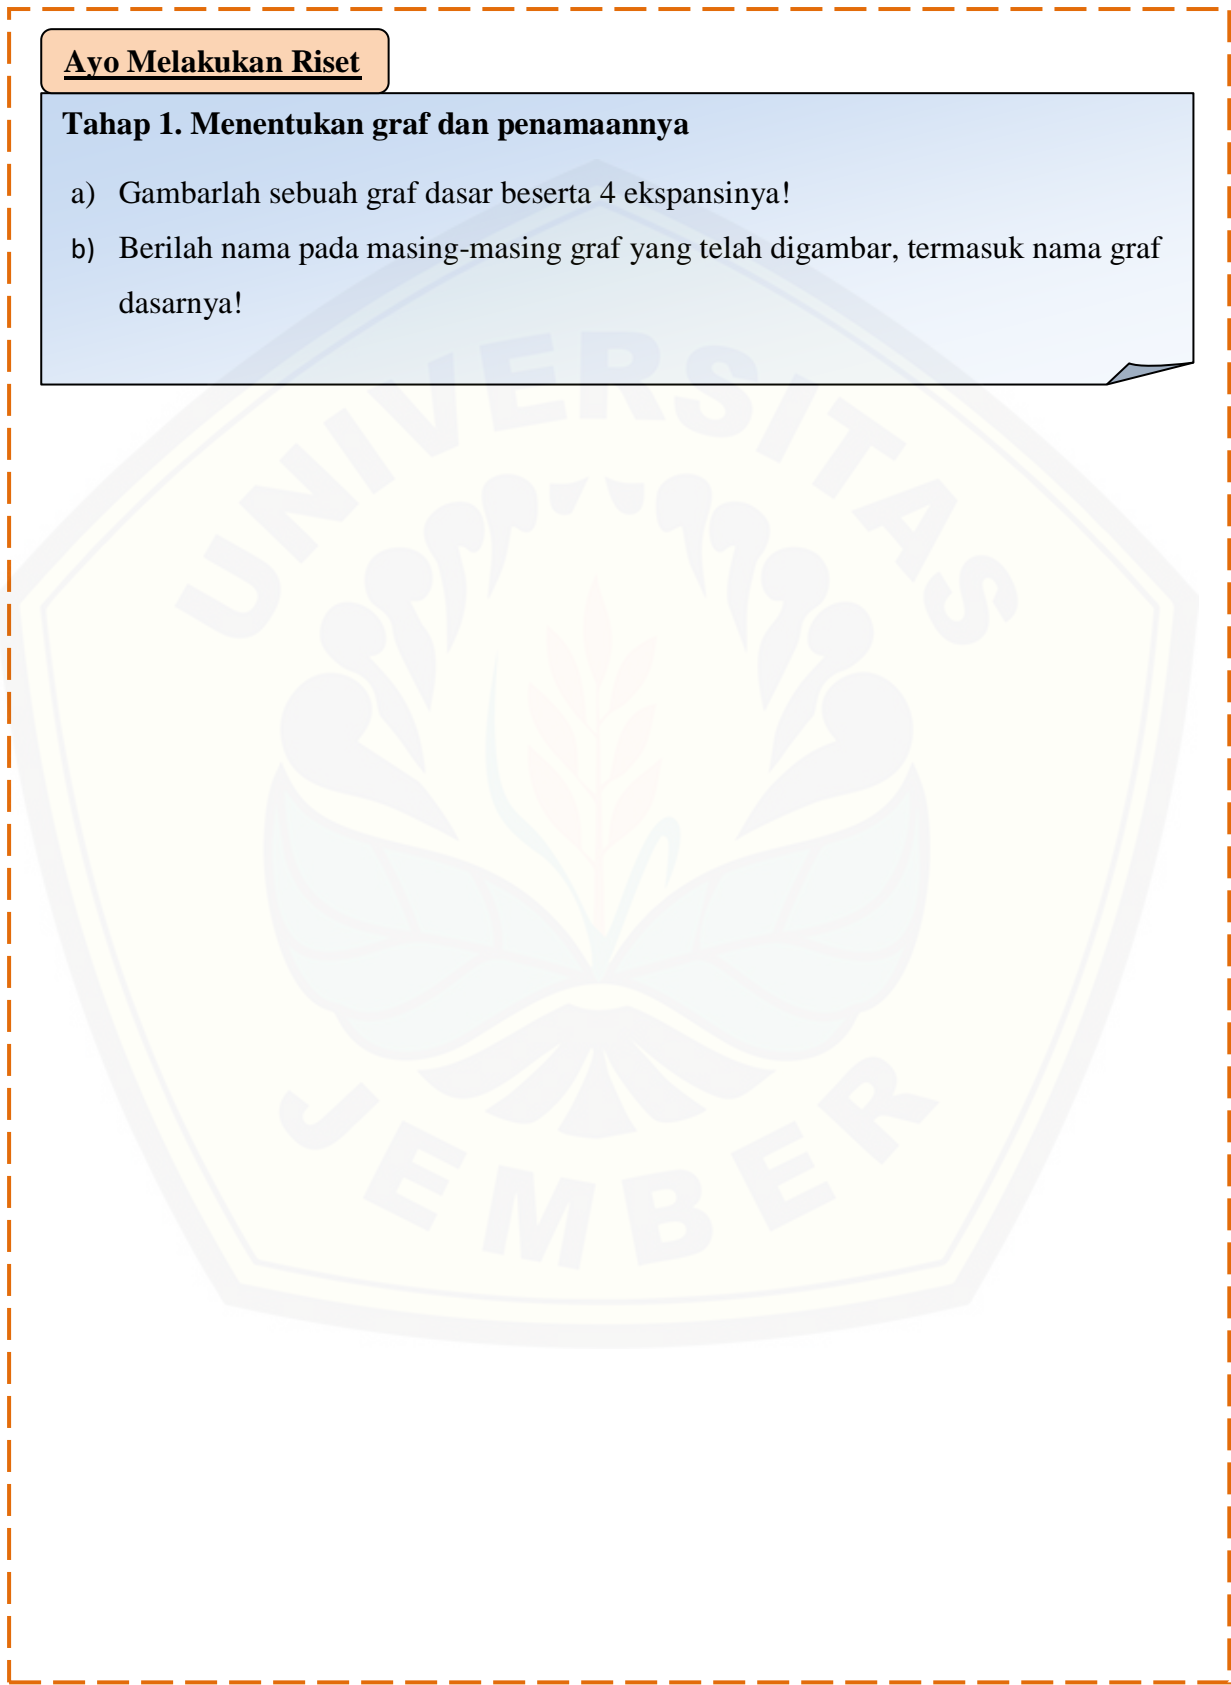 Ayo Melakukan Riset
Tahap 1. Menentukan graf dan penamaannya
a) Gambarlah sebuah graf dasar beserta 4 ekspansinya!
b) Berilah nama pada masing-masing graf yang telah digambar, termasuk nama graf
dasarnya!
UNIVERSITAS
JEMBER